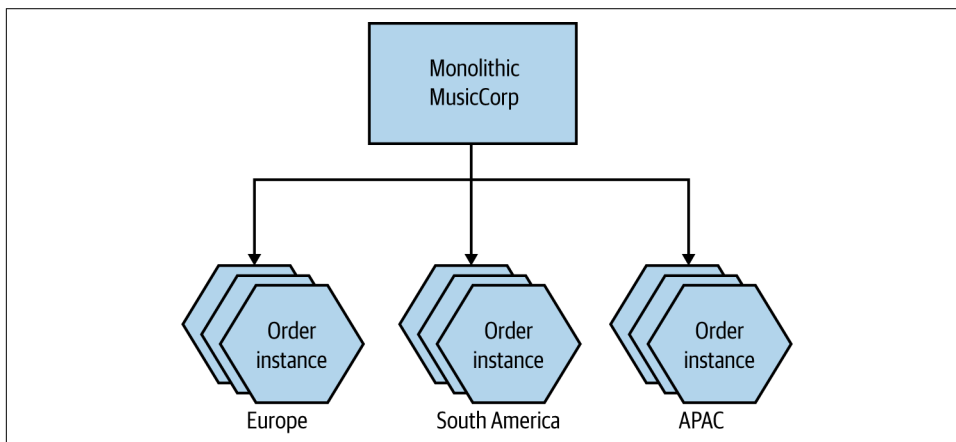 Monolithic
MusicCorp
Order
instance
Order
instance
Order
instance
Europe
South America
APAC